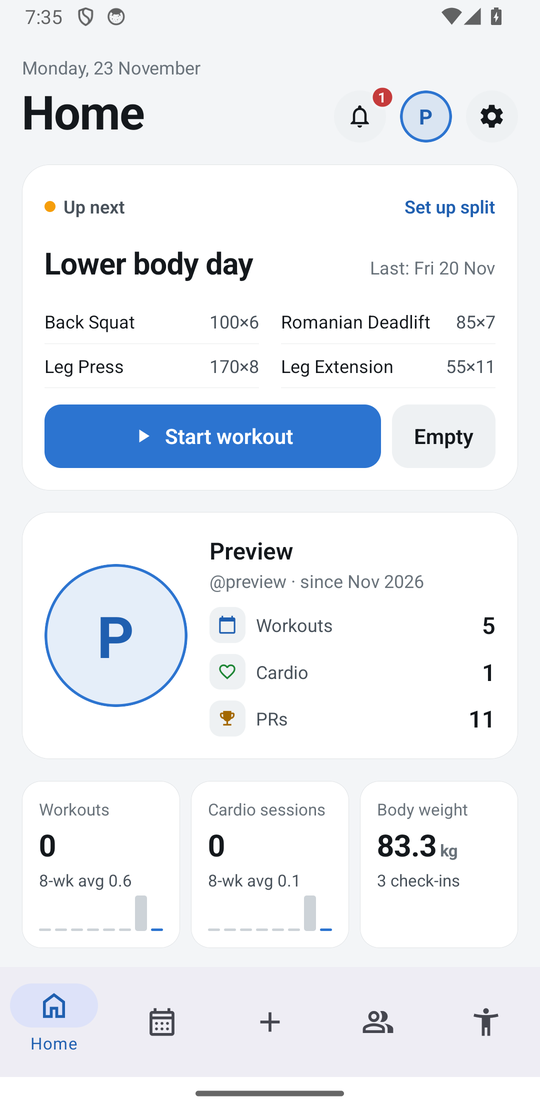 7:35
Monday, 23 November
Home
1
P
Up next
Set up split
Lower body day
Last: Fri 20 Nov
Back Squat 100×6
Romanian Deadlift 85×7
Leg Press 170×8
Leg Extension 55×11
Start workout
Empty
P
Preview
@preview · since Nov 2026
Workouts 5
Cardio 1
PRs 11
Workouts
0
8-wk avg 0.6
Cardio sessions
0
8-wk avg 0.1
Body weight
83.3 kg
3 check-ins
Home